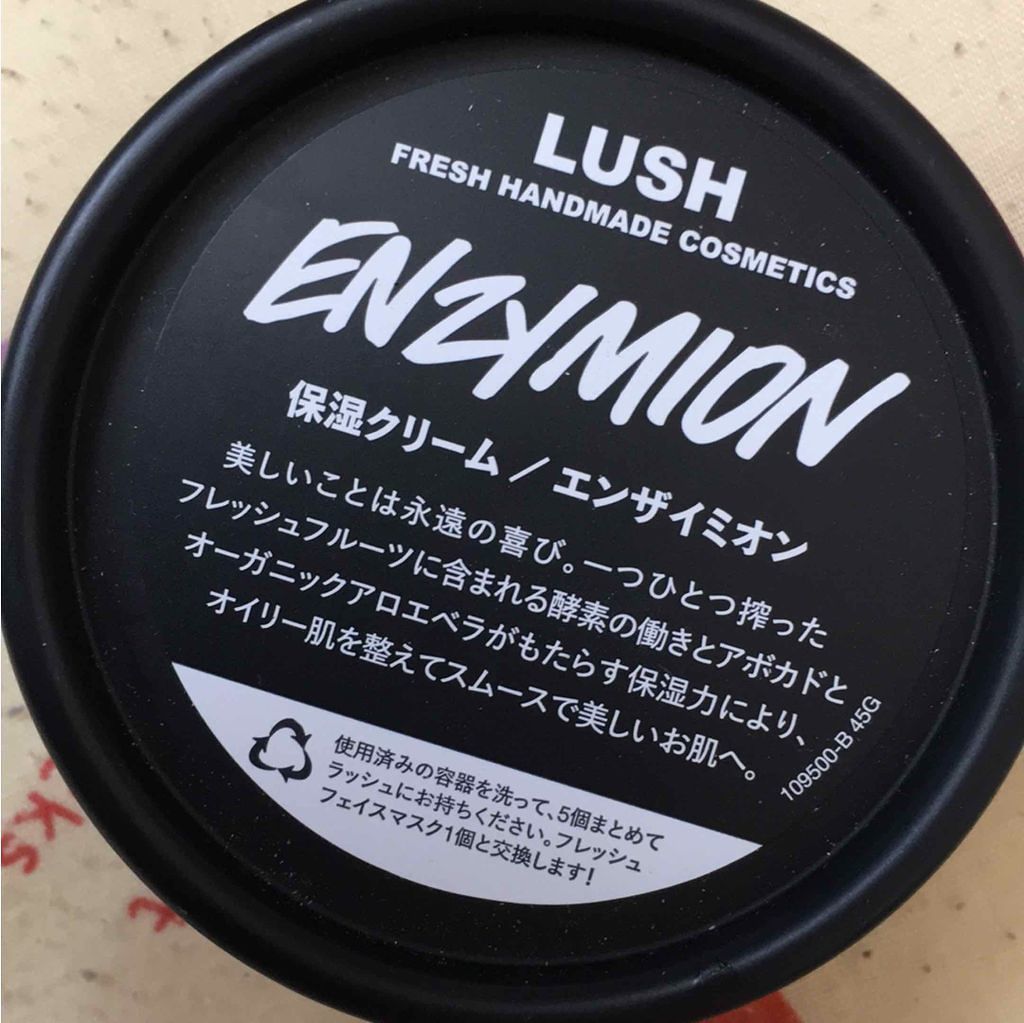 LUSH
FRESH HANDMADE COSMETICS
ENZYMION
保湿クリーム／エンザイミオン
美しいことは永遠の喜び。一つひとつ搾った
フレッシュフルーツに含まれる酵素の働きとアボカドと
オーガニックアロエベラがもたらす保湿力により、
オイリー肌を整えてスムースで美しいお肌へ。
109500-B 45G
使用済みの容器を洗って、5個まとめて
ラッシュにお持ちください。フレッシュ
フェイスマスク1個と交換します!